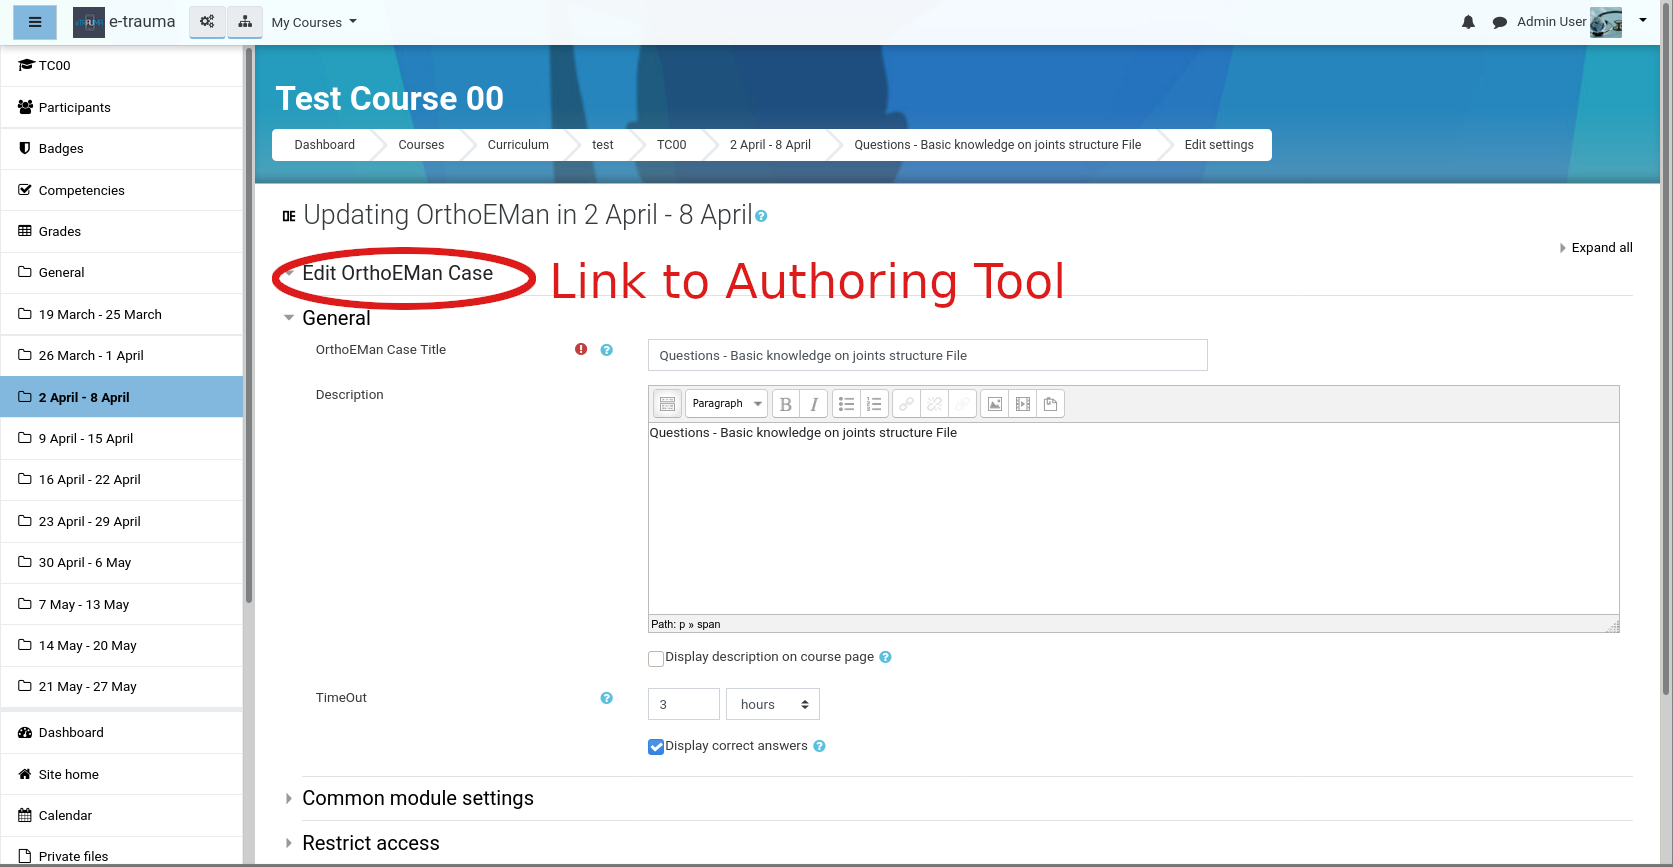 e-trauma
My Courses
Admin User
TC00
Participants
Badges
Competencies
Grades
General
19 March - 25 March
26 March - 1 April
2 April - 8 April
9 April - 15 April
16 April - 22 April
23 April - 29 April
30 April - 6 May
7 May - 13 May
14 May - 20 May
21 May - 27 May
Dashboard
Site home
Calendar
Private files
Test Course 00
Dashboard Courses Curriculum test TC00 2 April - 8 April Questions - Basic knowledge on joints structure File Edit settings
OE Updating OrthoEMan in 2 April - 8 April ?
Expand all
Edit OrthoEMan Case Link to Authoring Tool
General
OrthoEMan Case Title ! ? Questions - Basic knowledge on joints structure File
Description
Paragraph B I
Questions - Basic knowledge on joints structure File
Path: p » span
Display description on course page ?
TimeOut ? 3 hours
Display correct answers ?
Common module settings
Restrict access